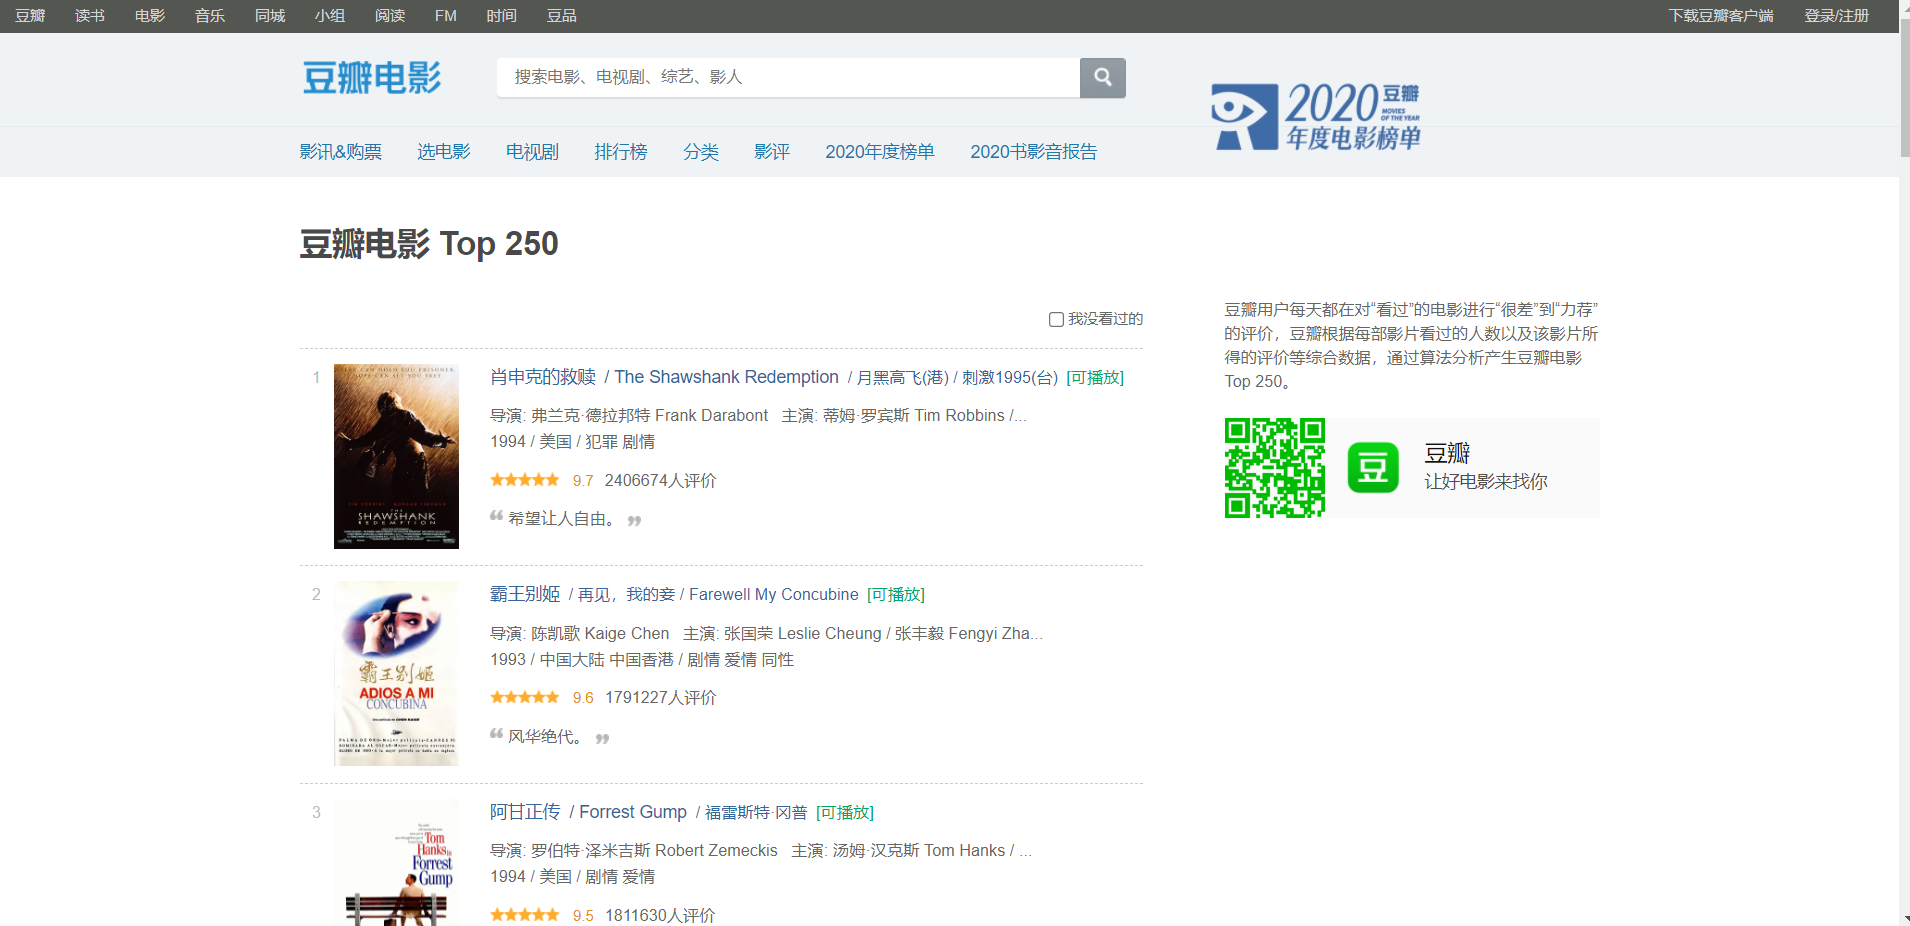 豆瓣 读书 电影 音乐 同城 小组 阅读 FM 时间 豆品 下载豆瓣客户端 登录/注册
豆瓣电影
搜索电影、电视剧、综艺、影人
2020 豆瓣
MOVIES
OF THE YEAR
年度电影榜单
影讯&购票 选电影 电视剧 排行榜 分类 影评 2020年度榜单 2020书影音报告
豆瓣电影 Top 250
我没看过的
1
肖申克的救赎 / The Shawshank Redemption / 月黑高飞(港) / 刺激1995(台) [可播放]
导演: 弗兰克·德拉邦特 Frank Darabont 主演: 蒂姆·罗宾斯 Tim Robbins /...
1994 / 美国 / 犯罪 剧情
9.7 2406674人评价
“ 希望让人自由。 ”
THE
SHAWSHANK
REDEMPTION
2
霸王别姬 / 再见，我的妾 / Farewell My Concubine [可播放]
导演: 陈凯歌 Kaige Chen 主演: 张国荣 Leslie Cheung / 张丰毅 Fengyi Zha...
1993 / 中国大陆 中国香港 / 剧情 爱情 同性
9.6 1791227人评价
“ 风华绝代。 ”
霸王别姬
ADIOS A MI
CONCUBINA
3
阿甘正传 / Forrest Gump / 福雷斯特·冈普 [可播放]
导演: 罗伯特·泽米吉斯 Robert Zemeckis 主演: 汤姆·汉克斯 Tom Hanks / ...
1994 / 美国 / 剧情 爱情
9.5 1811630人评价
Tom
Hanks is
Forrest
Gump
豆瓣用户每天都在对“看过”的电影进行“很差”到“力荐”
的评价，豆瓣根据每部影片看过的人数以及该影片所
得的评价等综合数据，通过算法分析产生豆瓣电影
Top 250。
豆
豆瓣
让好电影来找你